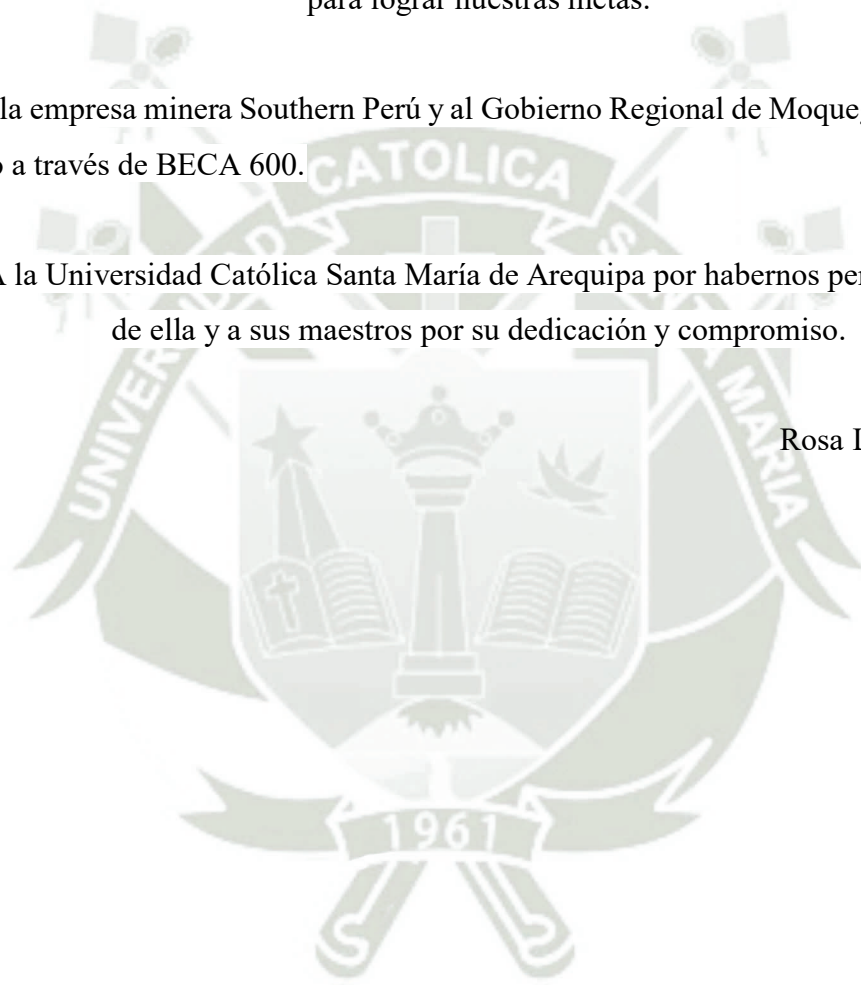 para lograr nuestras metas.
la empresa minera Southern Perú y al Gobierno Regional de Moque
a través de BECA 600.
CATOLICA
A la Universidad Católica Santa María de Arequipa por habernos
de ella y a sus maestros por su dedicación y compromiso.
UNIVER
MARIA
Rosa
1961